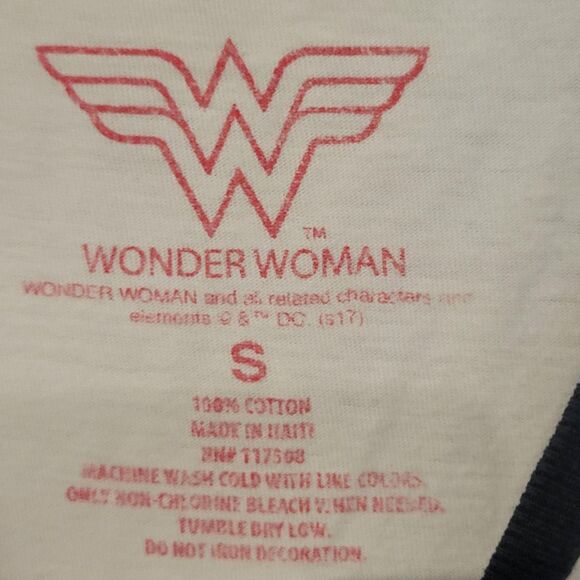 TM
WONDER WOMAN
WONDER WOMAN and all related characters and
elements © & ™ DC. (s17)
S
100% COTTON
MADE IN HAITI
RN# 117508
MACHINE WASH COLD WITH LIKE COLORS.
ONLY NON-CHLORINE BLEACH WHEN NEEDED.
TUMBLE DRY LOW.
DO NOT IRON DECORATION.